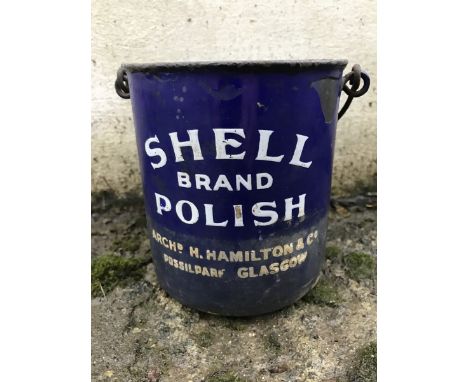 SHELL
BRAND
POLISH
ARCHD H. HAMILTON & Co
POSSILPARK GLASGOW